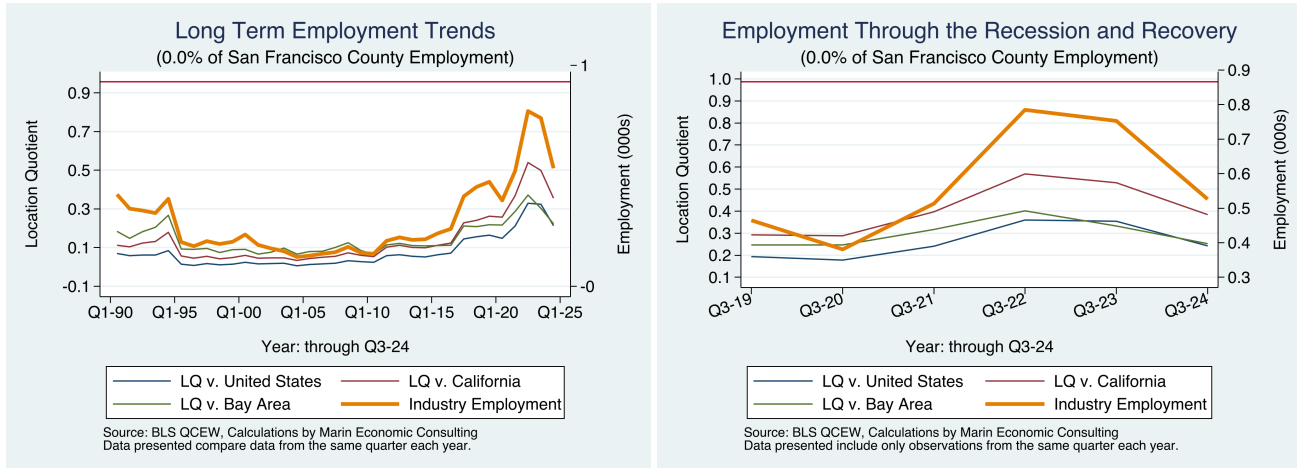 Long Term Employment Trends
(0.0% of San Francisco County Employment)
1
0.9
0.7
0.5
0.3
0.1
-0.1
-0
Location Quotient
Employment (000s)
Q1-90 Q1-95 Q1-00 Q1-05 Q1-10 Q1-15 Q1-20 Q1-25
Year: through Q3-24
LQ v. United States LQ v. California
LQ v. Bay Area Industry Employment
Source: BLS QCEW, Calculations by Marin Economic Consulting
Data presented compare data from the same quarter each year.
Employment Through the Recession and Recovery
(0.0% of San Francisco County Employment)
1.0
0.9
0.8
0.7
0.6
0.5
0.4
0.3
0.2
0.1
Location Quotient
0.9
0.8
0.7
0.6
0.5
0.4
0.3
Employment (000s)
Q3-19 Q3-20 Q3-21 Q3-22 Q3-23 Q3-24
Year: through Q3-24
LQ v. United States LQ v. California
LQ v. Bay Area Industry Employment
Source: BLS QCEW, Calculations by Marin Economic Consulting
Data presented include only observations from the same quarter each year.